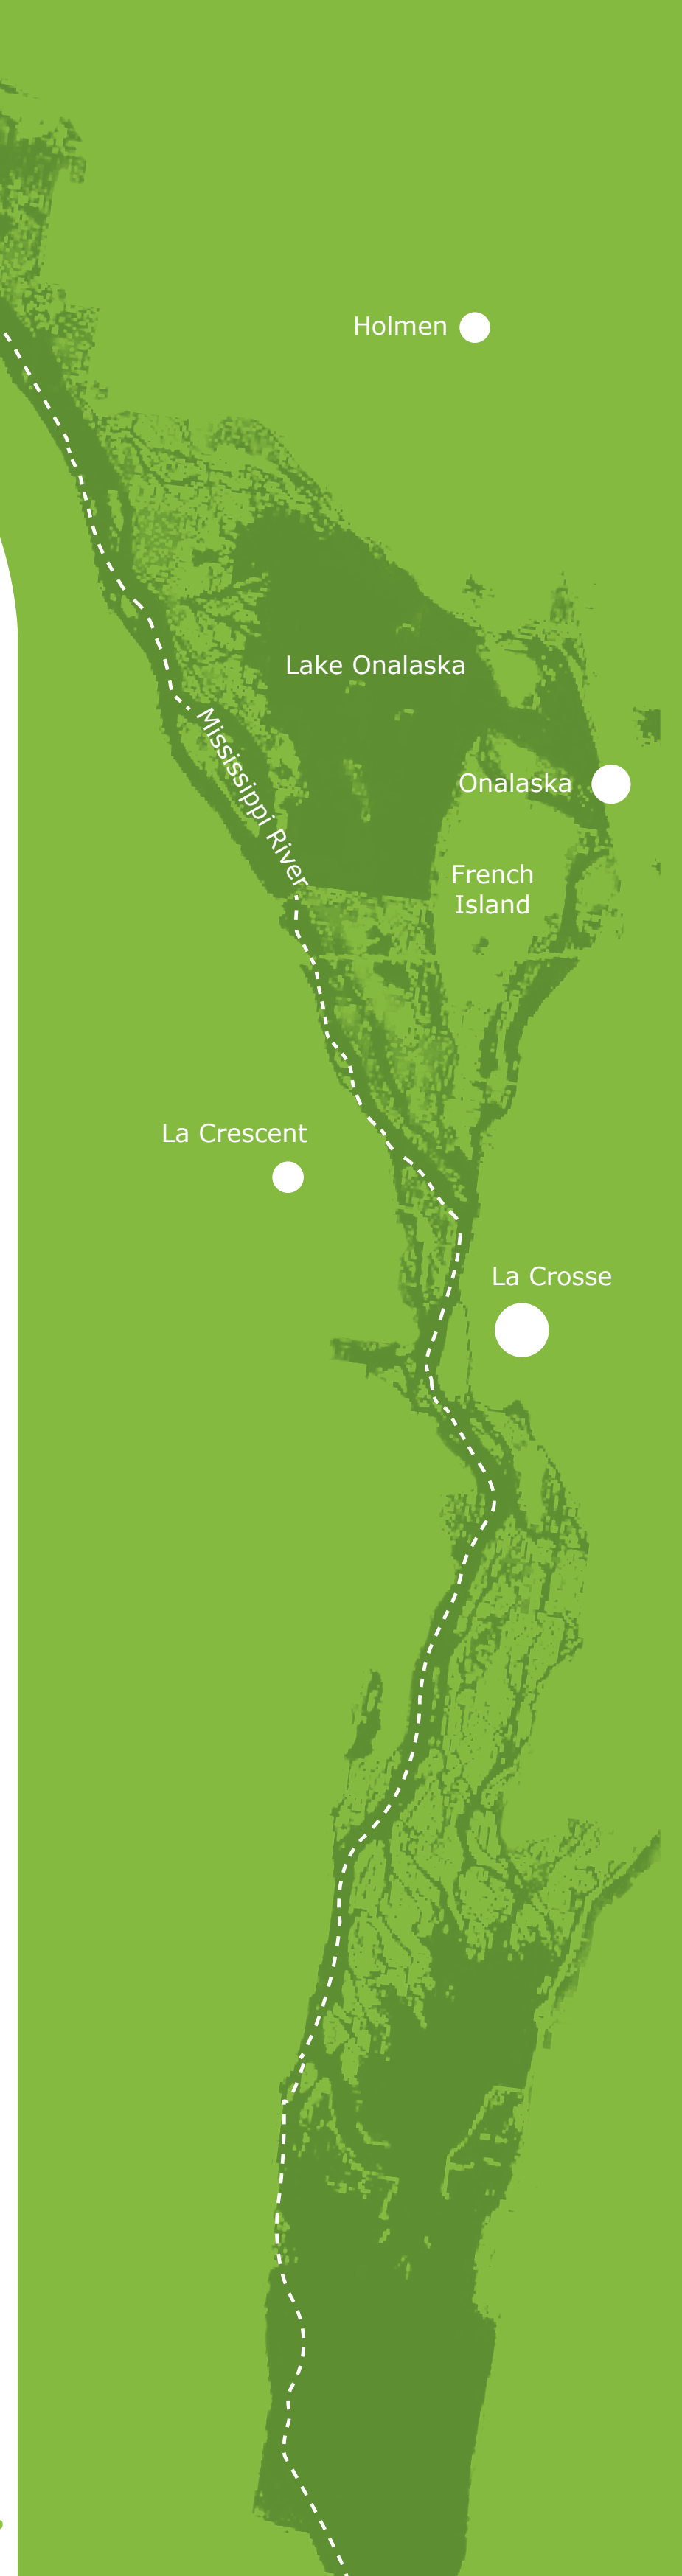 Holmen
Lake Onalaska
Mississippi River
Onalaska
French
Island
La Crescent
La Crosse